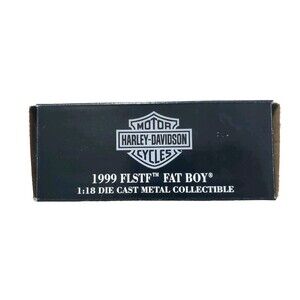 MOTOR
HARLEY-DAVIDSON
CYCLES
1999 FLSTF™ FAT BOY®
1:18 DIE CAST METAL COLLECTIBLE